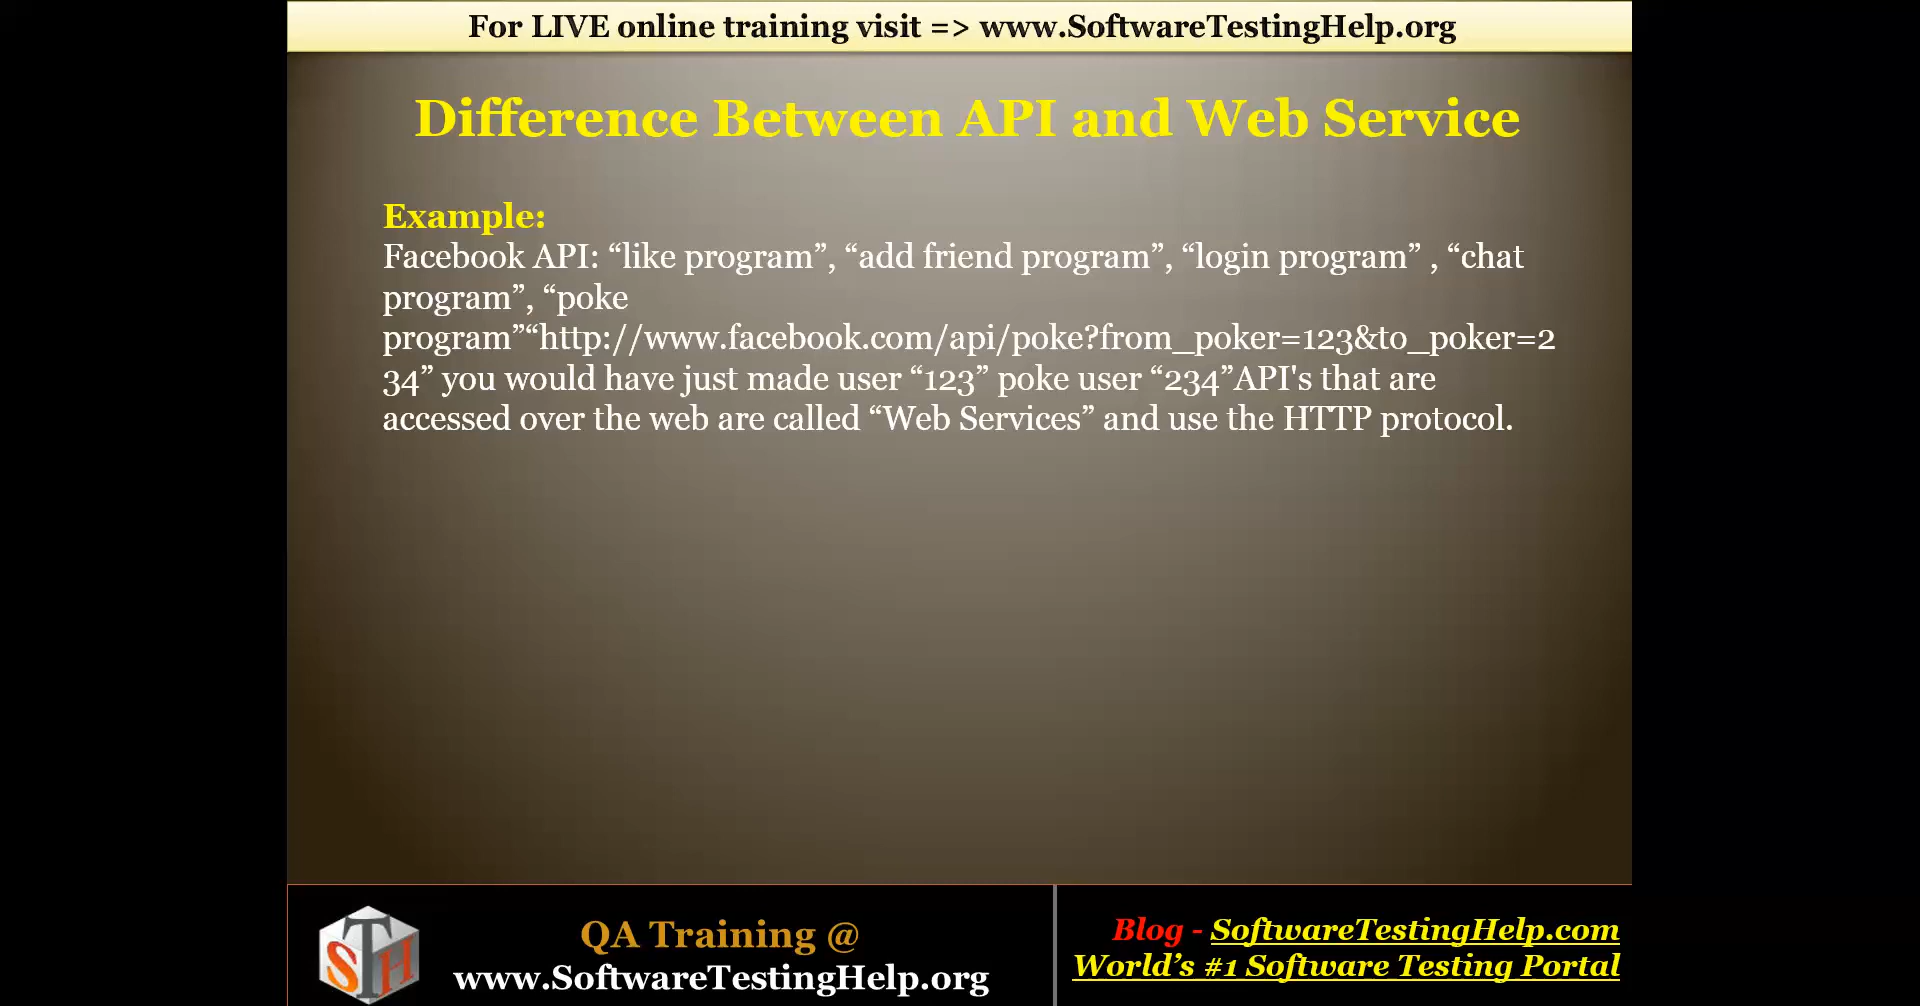 For LIVE online training visit => www.SoftwareTestingHelp.org
Difference Between API and Web Service
Example:
Facebook API: “like program”, “add friend program”, “login program” , “chat
program”, “poke
program”“http://www.facebook.com/api/poke?from_poker=123&to_poker=2
34” you would have just made user “123” poke user “234”API's that are
accessed over the web are called “Web Services” and use the HTTP protocol.
STH
QA Training @
www.SoftwareTestingHelp.org
Blog - SoftwareTestingHelp.com
World’s #1 Software Testing Portal